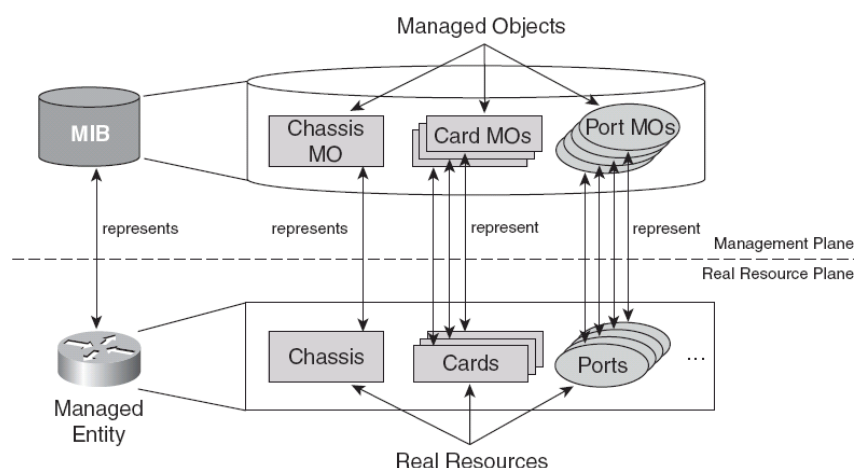 Managed Objects
MIB
Chassis
MO
Card MOs
Port MOs
represents
represents
represent
represent
Management Plane
Real Resource Plane
Chassis
Cards
Ports
...
Managed
Entity
Real Resources